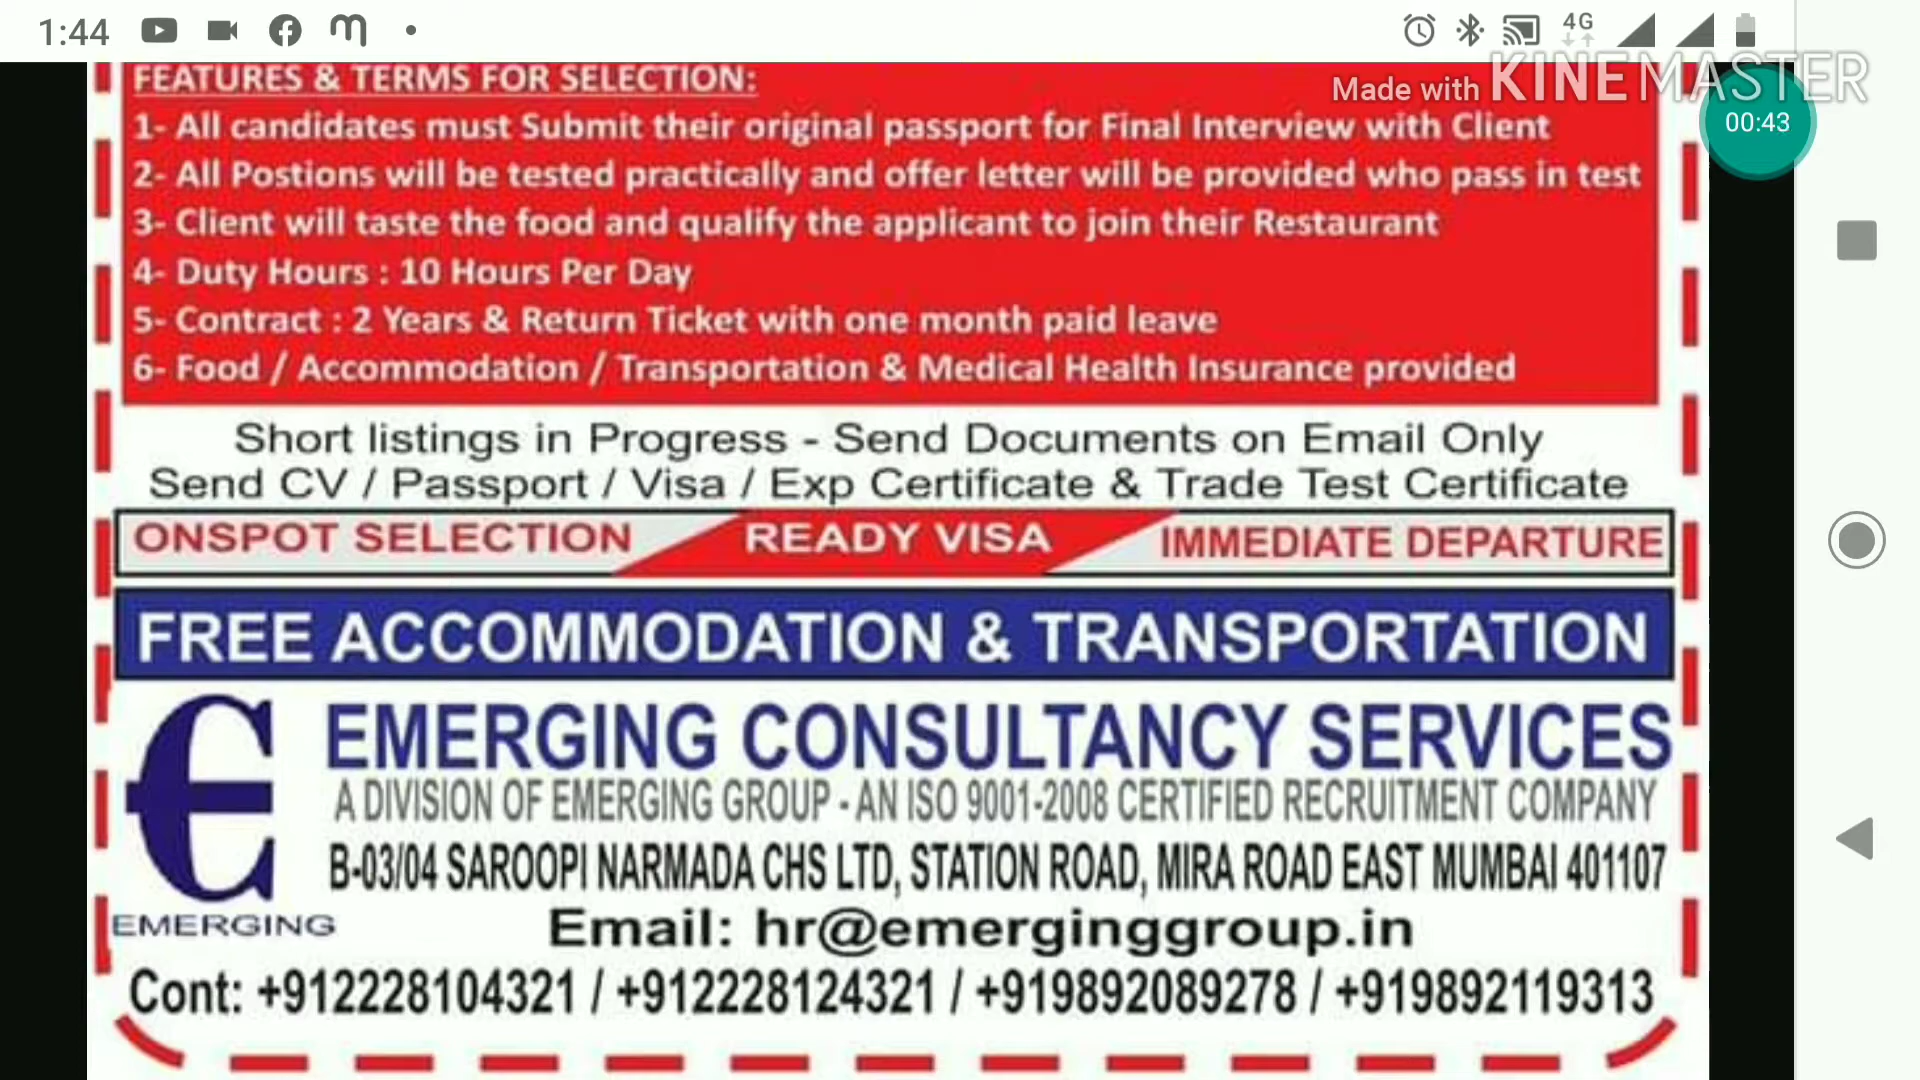 1:44
4G
Made with KINEMASTER
00:43
FEATURES & TERMS FOR SELECTION:
1- All candidates must Submit their original passport for Final Interview with Client
2- All Postions will be tested practically and offer letter will be provided who pass in test
3- Client will taste the food and qualify the applicant to join their Restaurant
4- Duty Hours : 10 Hours Per Day
5- Contract : 2 Years & Return Ticket with one month paid leave
6- Food / Accommodation / Transportation & Medical Health Insurance provided
Short listings in Progress - Send Documents on Email Only
Send CV / Passport / Visa / Exp Certificate & Trade Test Certificate
ONSPOT SELECTION READY VISA IMMEDIATE DEPARTURE
FREE ACCOMMODATION & TRANSPORTATION
EMERGING CONSULTANCY SERVICES
A DIVISION OF EMERGING GROUP - AN ISO 9001-2008 CERTIFIED RECRUITMENT COMPANY
B-03/04 SAROOPI NARMADA CHS LTD, STATION ROAD, MIRA ROAD EAST MUMBAI 401107
EMERGING
Email: hr@emerginggroup.in
Cont: +912228104321 / +912228124321 / +919892089278 / +919892119313